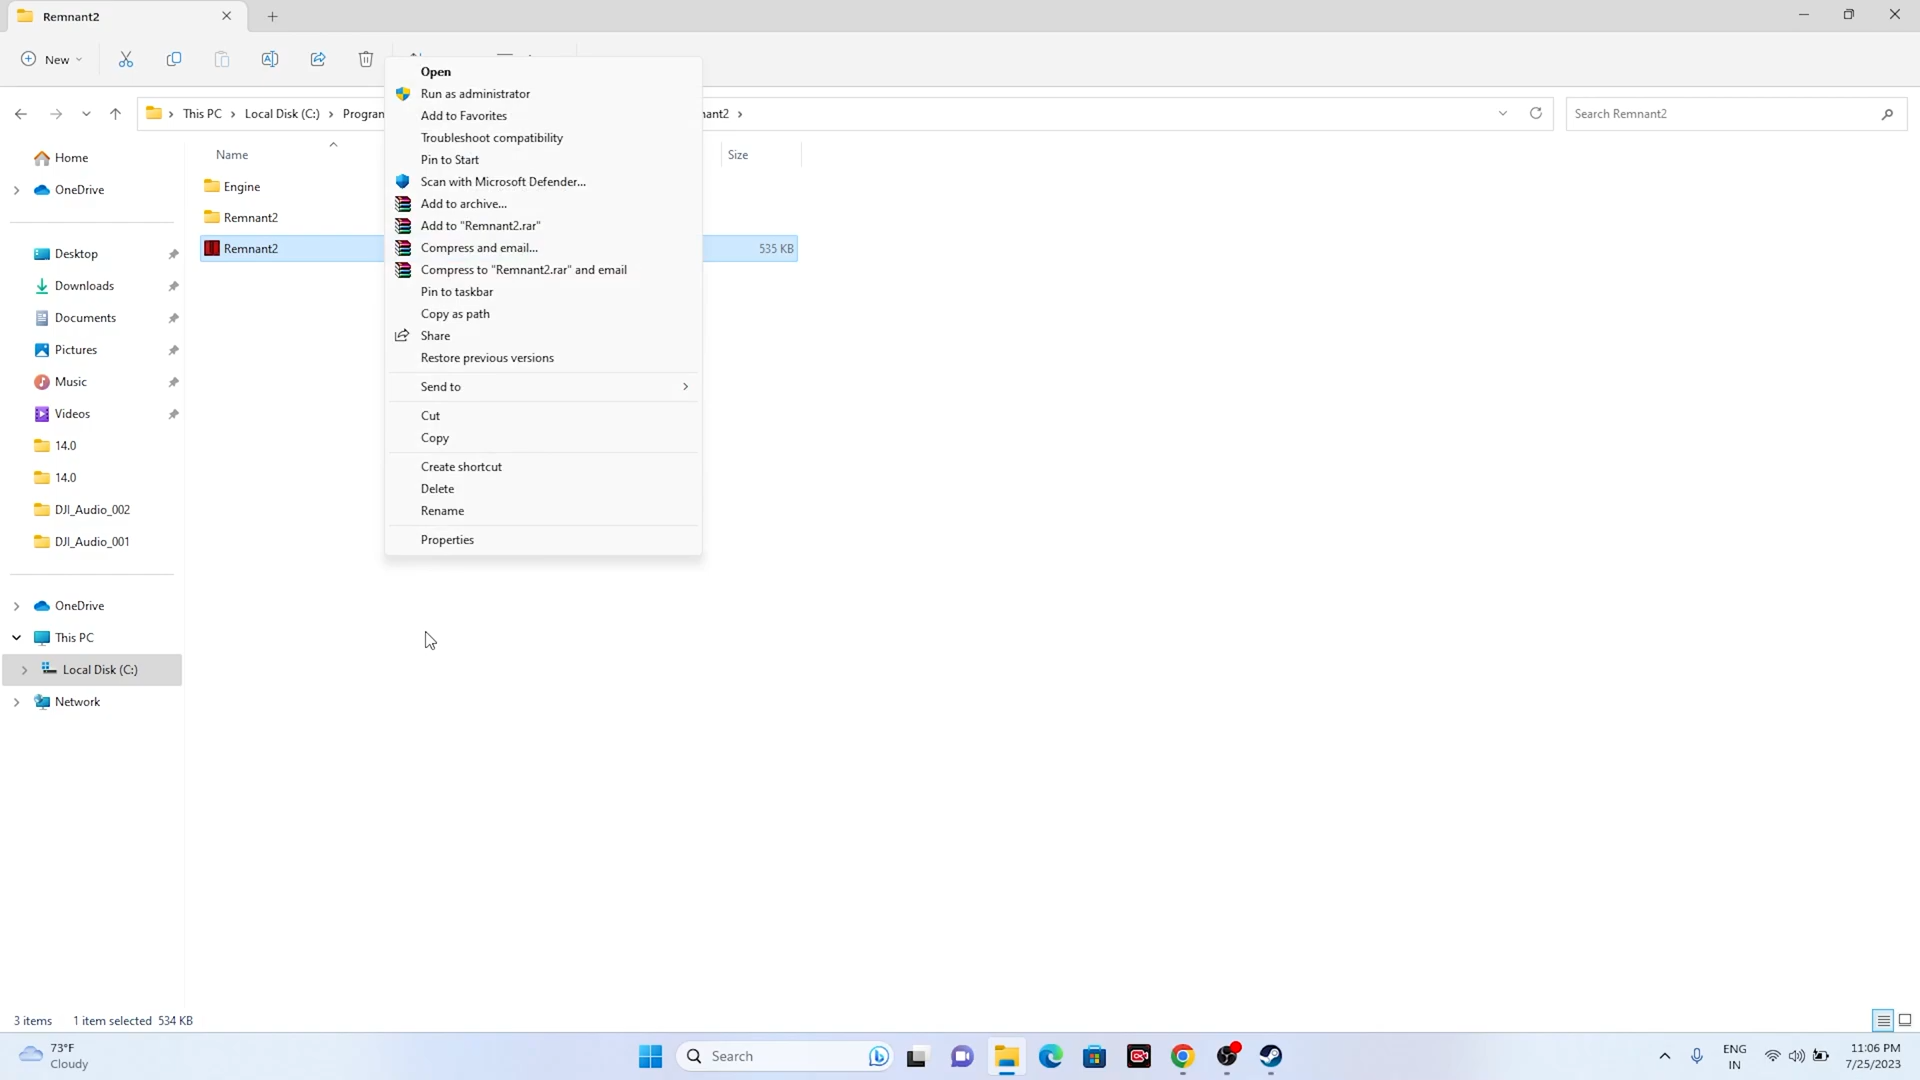 Remnant2
New
This PC
Local Disk (C:)
Search Remnant2
Open
Run as administrator
Add to Favorites
Troubleshoot compatibility
Pin to Start
Scan with Microsoft Defender...
Add to archive...
Add to "Remnant2.rar"
Compress and email...
Compress to "Remnant2.rar" and email
Pin to taskbar
Copy as path
Share
Restore previous versions
Send to
Cut
Copy
Create shortcut
Delete
Rename
Properties
Name
Size
Engine
Remnant2
Remnant2
535 KB
Home
OneDrive
Desktop
Downloads
Documents
Pictures
Music
Videos
14.0
14.0
DJI_Audio_002
DJI_Audio_001
OneDrive
This PC
Local Disk (C:)
Network
3 items 1 item selected 534 KB
73°F
Cloudy
Search
ENG
IN
11:06 PM
7/25/2023